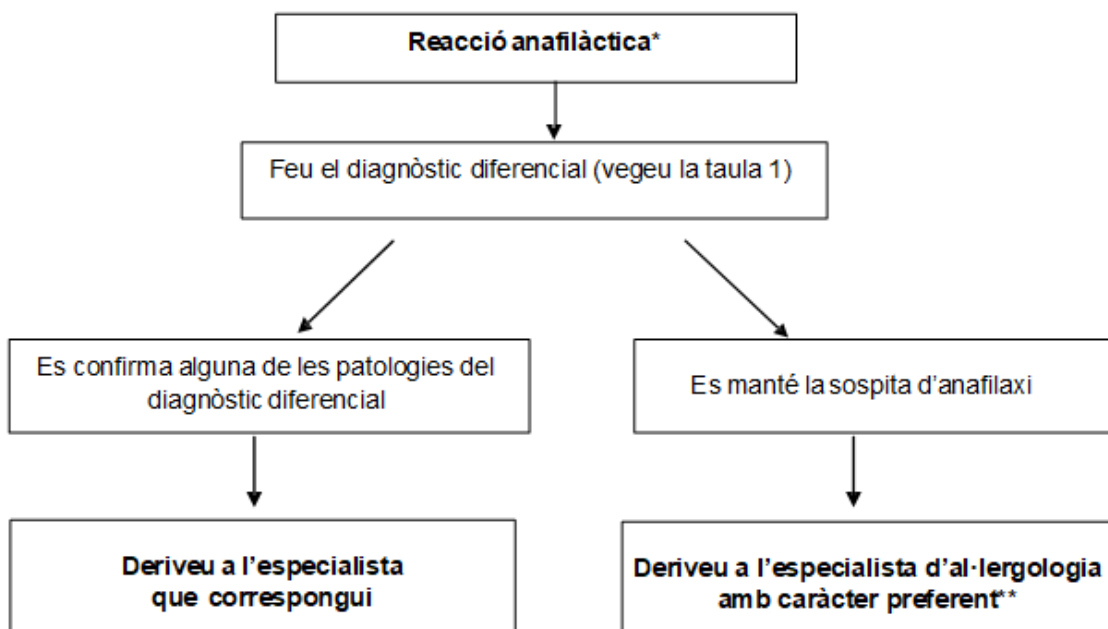 Reacció anafilàctica*
Feu el diagnòstic diferencial (vegeu la taula 1)
Es confirma alguna de les patologies del
diagnòstic diferencial
Es manté la sospita d'anafilaxi
Deriveu a l'especialista
que correspongui
Deriveu a l'especialista d'al·lergologia
amb caràcter preferent**